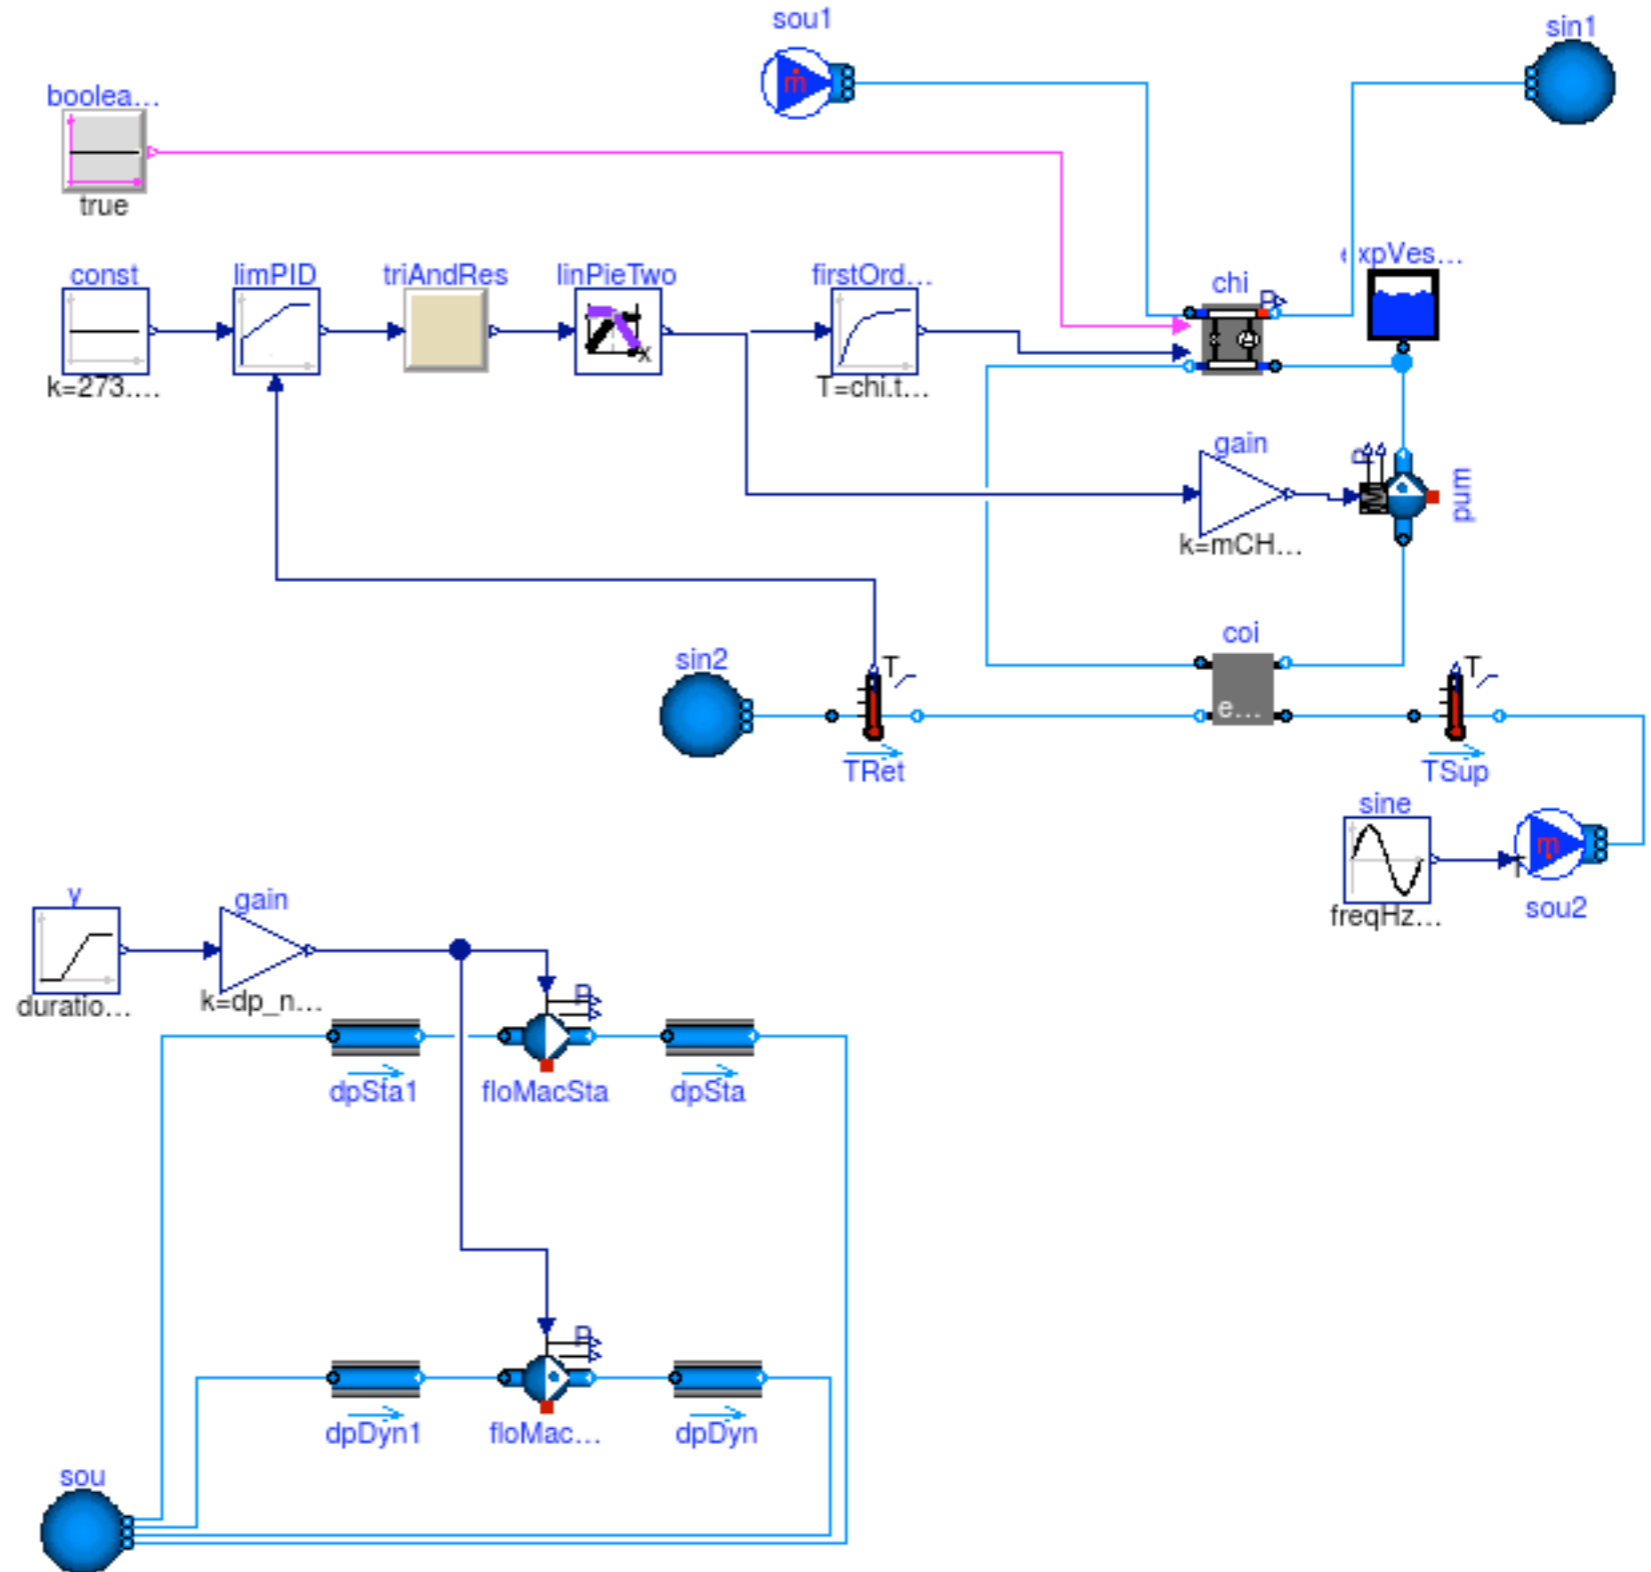 sou1
sin1
boolea...
true
const
limPID
triAndRes
linPieTwo
firstOrd...
chi
P
xpVes...
x
k=273....
T=chi.t...
gain
P
M
pum
k=mCH...
coi
sin2
T
T
e...
TRet
TSup
sine
m
freqHz...
sou2
y
gain
duratio...
k=dp_n...
P
dpSta1
floMacSta
dpSta
P
dpDyn1
floMac...
dpDyn
sou